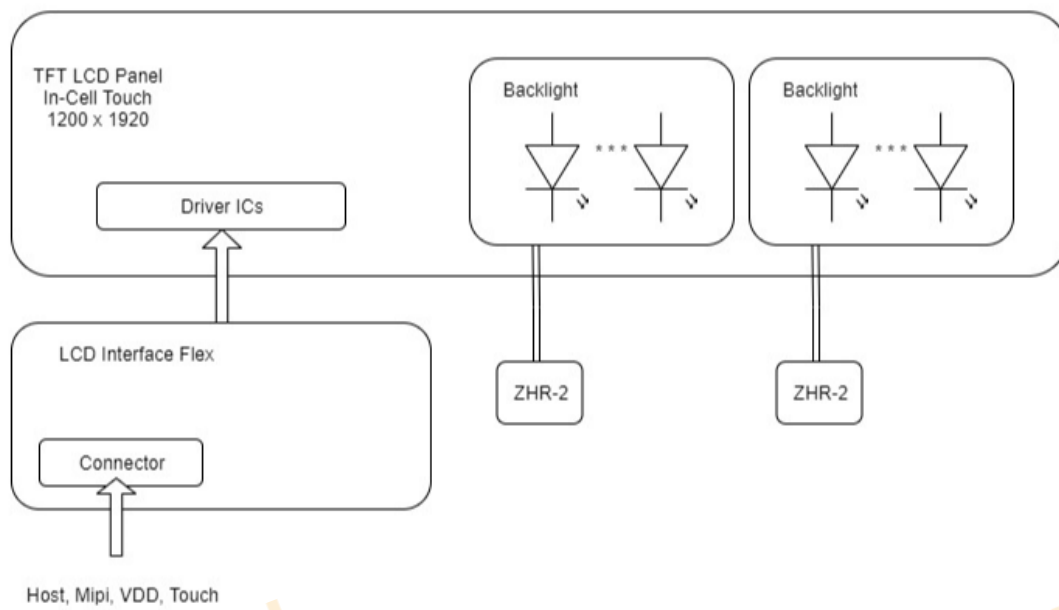 TFT LCD Panel
In-Cell Touch
1200 x 1920
Driver ICs
Backlight
* * *
Backlight
* * *
LCD Interface Flex
Connector
ZHR-2
ZHR-2
Host, Mipi, VDD, Touch